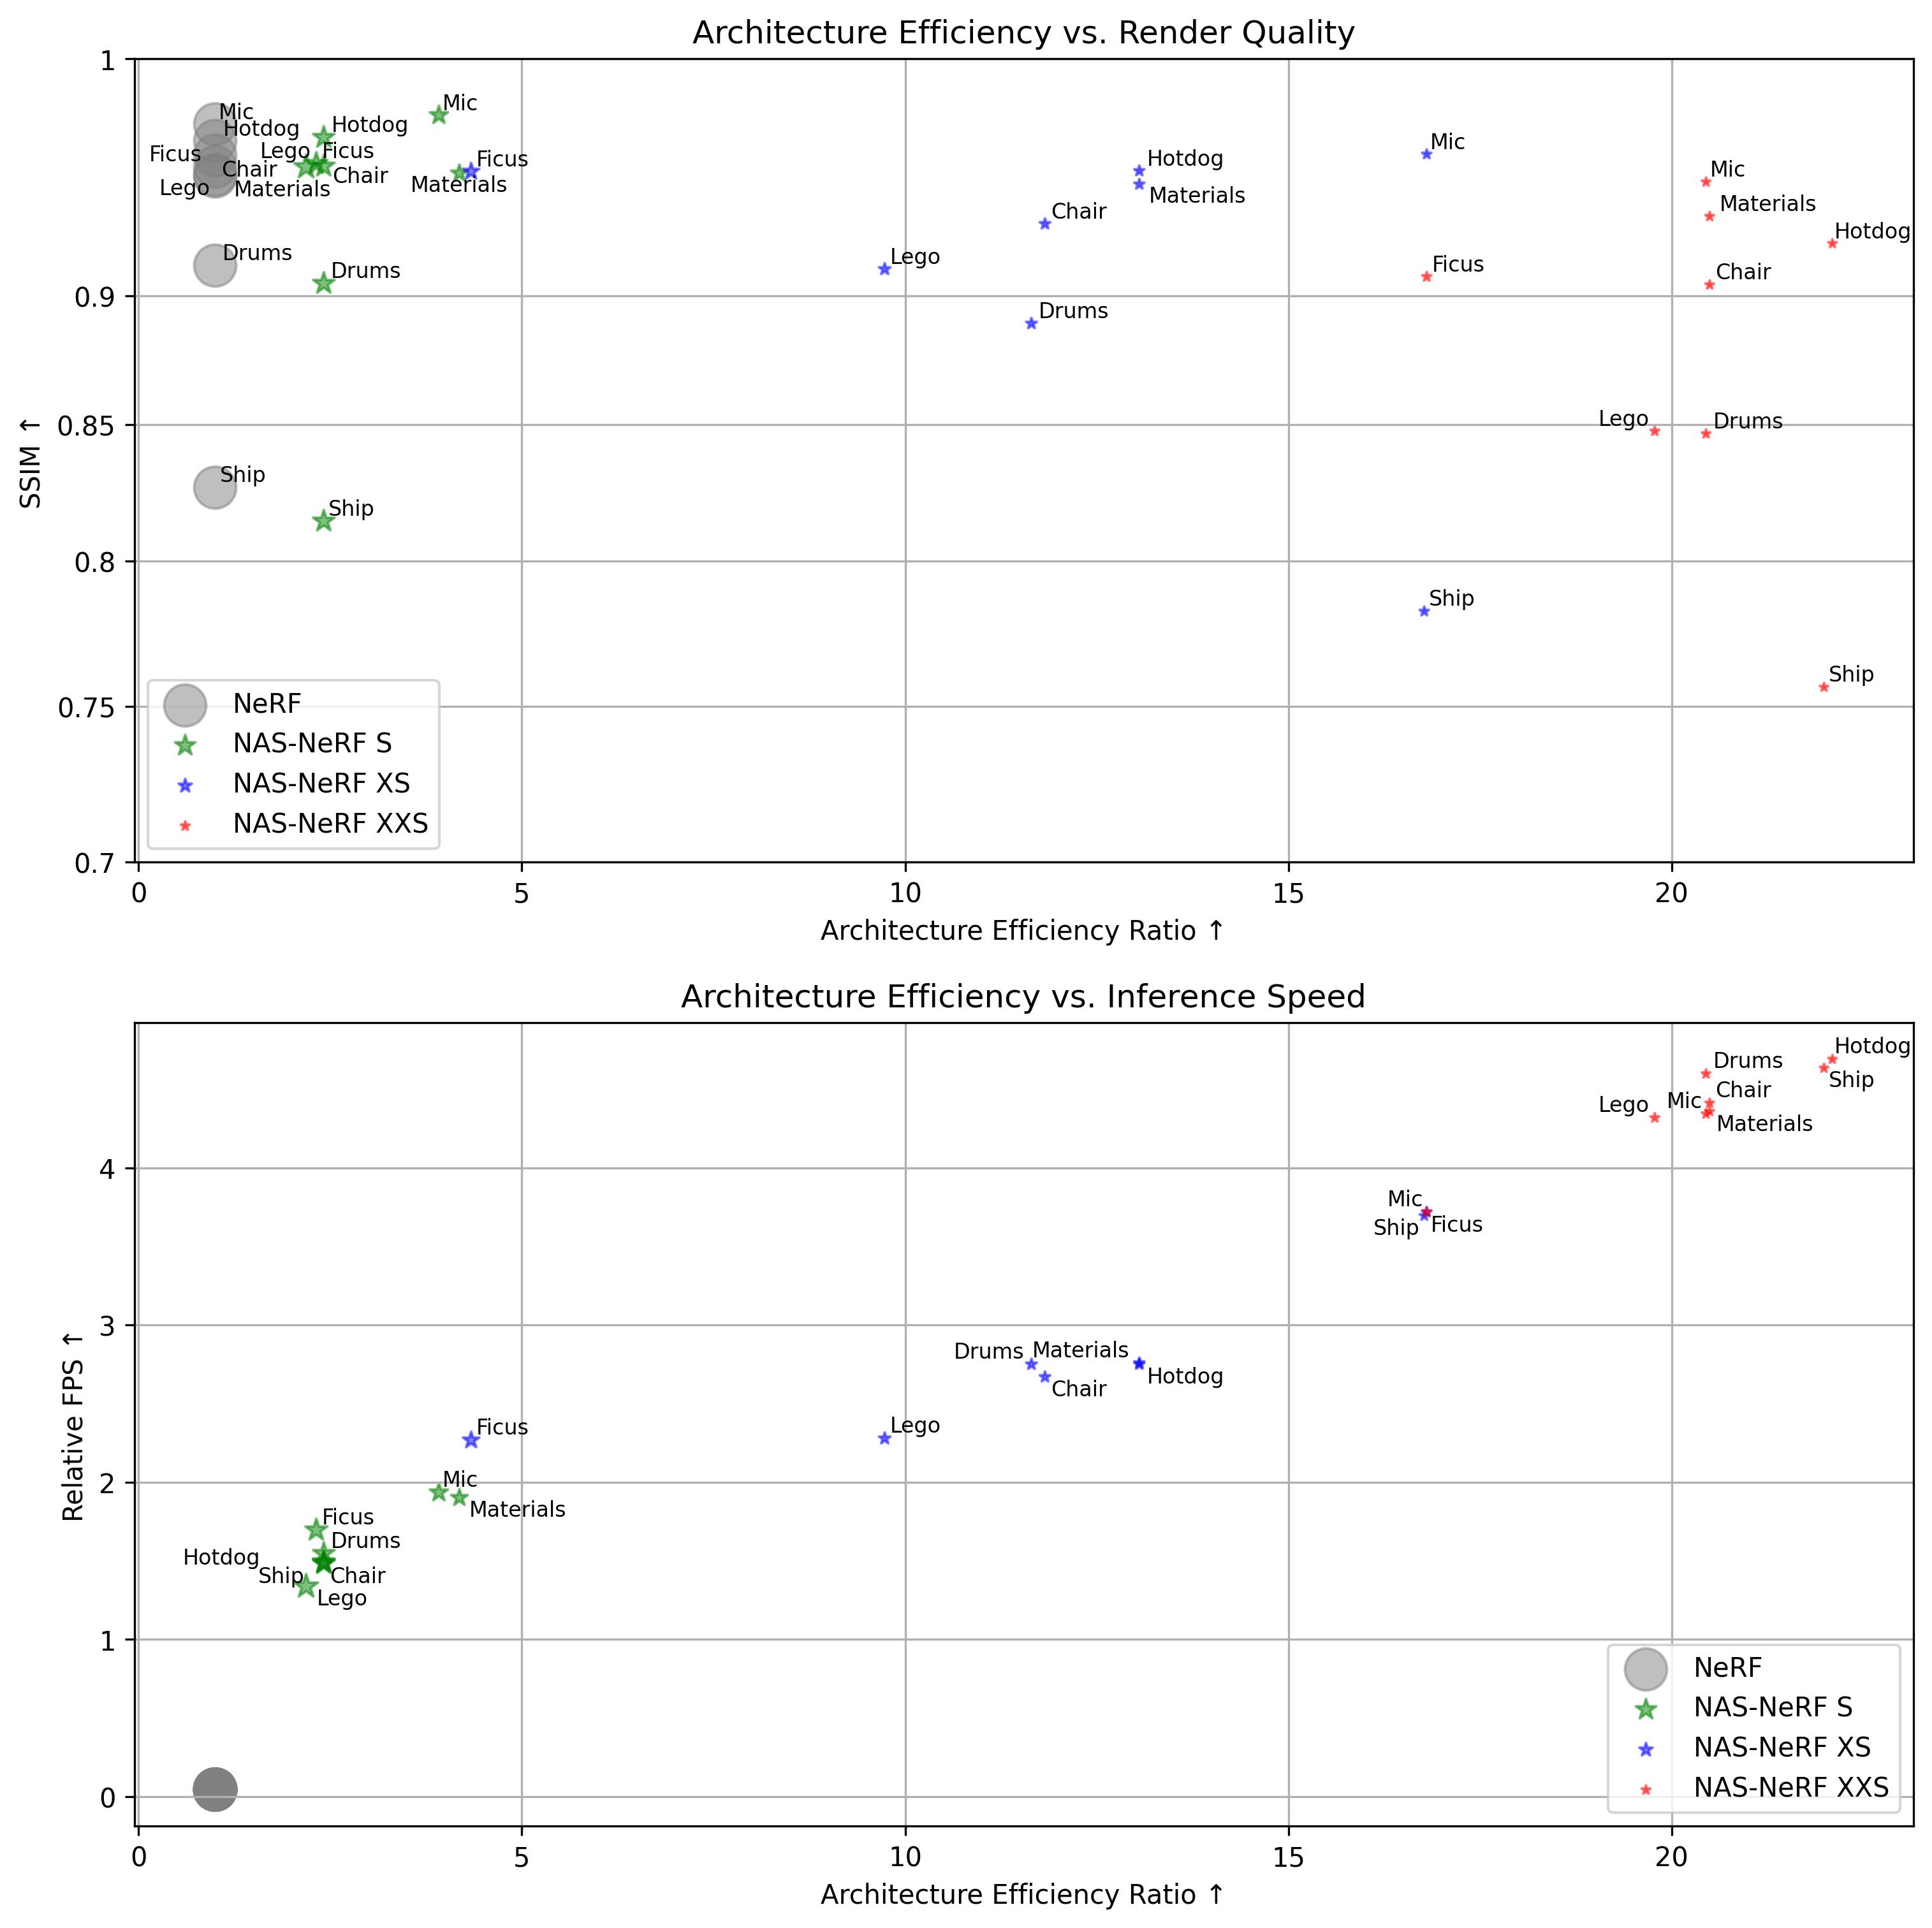 Architecture Efficiency vs. Render Quality
1
0.9
0.85
0.8
0.75
0.7
SSIM ↑
Mic
Hotdog
Ficus
Chair
Lego
Materials
Drums
Ship
Mic
Hotdog
Lego
Ficus
Chair
Materials
Drums
Ship
Ficus
Lego
Chair
Drums
Hotdog
Materials
Mic
Ship
Mic
Materials
Hotdog
Ficus
Chair
Lego
Drums
Ship
NeRF
NAS-NeRF S
NAS-NeRF XS
NAS-NeRF XXS
0 5 10 15 20
Architecture Efficiency Ratio ↑
Architecture Efficiency vs. Inference Speed
4
3
2
1
0
Relative FPS ↑
Hotdog
Drums
Ship
Chair
Mic
Lego
Materials
Mic
Ship
Ficus
Drums
Materials
Hotdog
Chair
Ficus
Lego
Mic
Materials
Ficus
Drums
Hotdog
Ship
Chair
Lego
NeRF
NAS-NeRF S
NAS-NeRF XS
NAS-NeRF XXS
0 5 10 15 20
Architecture Efficiency Ratio ↑